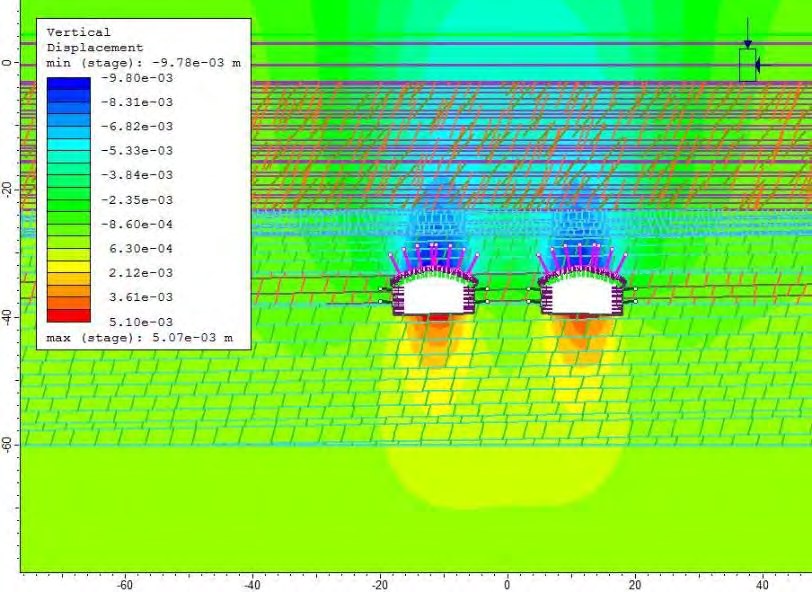 Vertical
Displacement
min (stage): -9.78e-03 m
-9.80e-03
-8.31e-03
-6.82e-03
-5.33e-03
-3.84e-03
-2.35e-03
-8.60e-04
6.30e-04
2.12e-03
3.61e-03
5.10e-03
max (stage): 5.07e-03 m
0
-20
-40
-60
-60
-40
-20
0
20
40